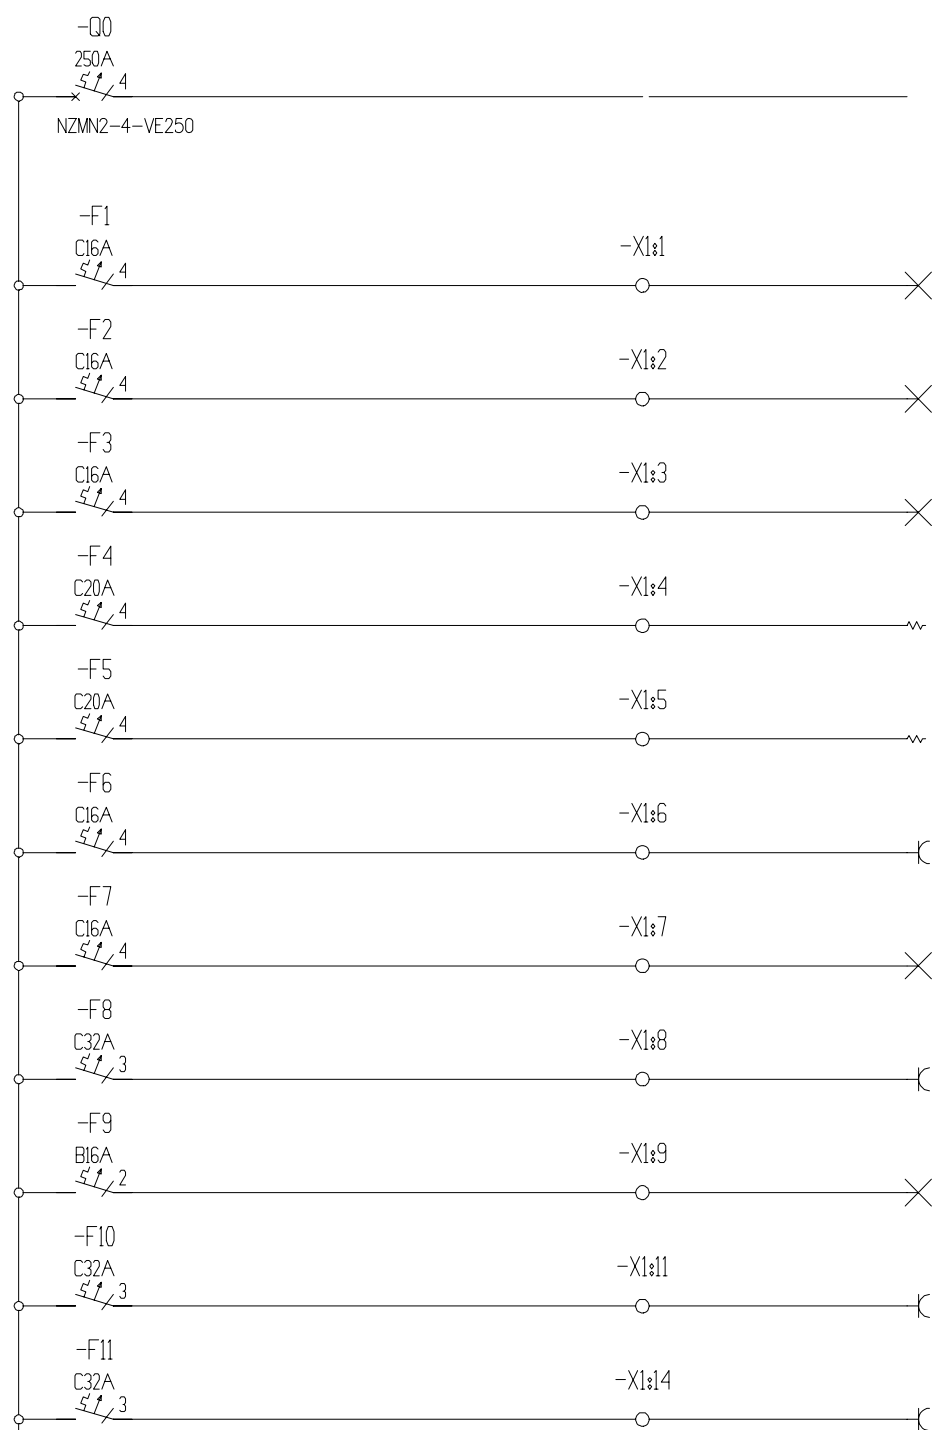 -Q0
250A
4
NZMN2-4-VE250
-F1
C16A
-X1:1
4
-F2
C16A
-X1:2
4
-F3
C16A
-X1:3
4
-F4
C20A
-X1:4
4
-F5
C20A
-X1:5
4
-F6
C16A
-X1:6
4
-F7
C16A
-X1:7
4
-F8
C32A
-X1:8
3
-F9
B16A
-X1:9
2
-F10
C32A
-X1:11
3
-F11
C32A
-X1:14
3